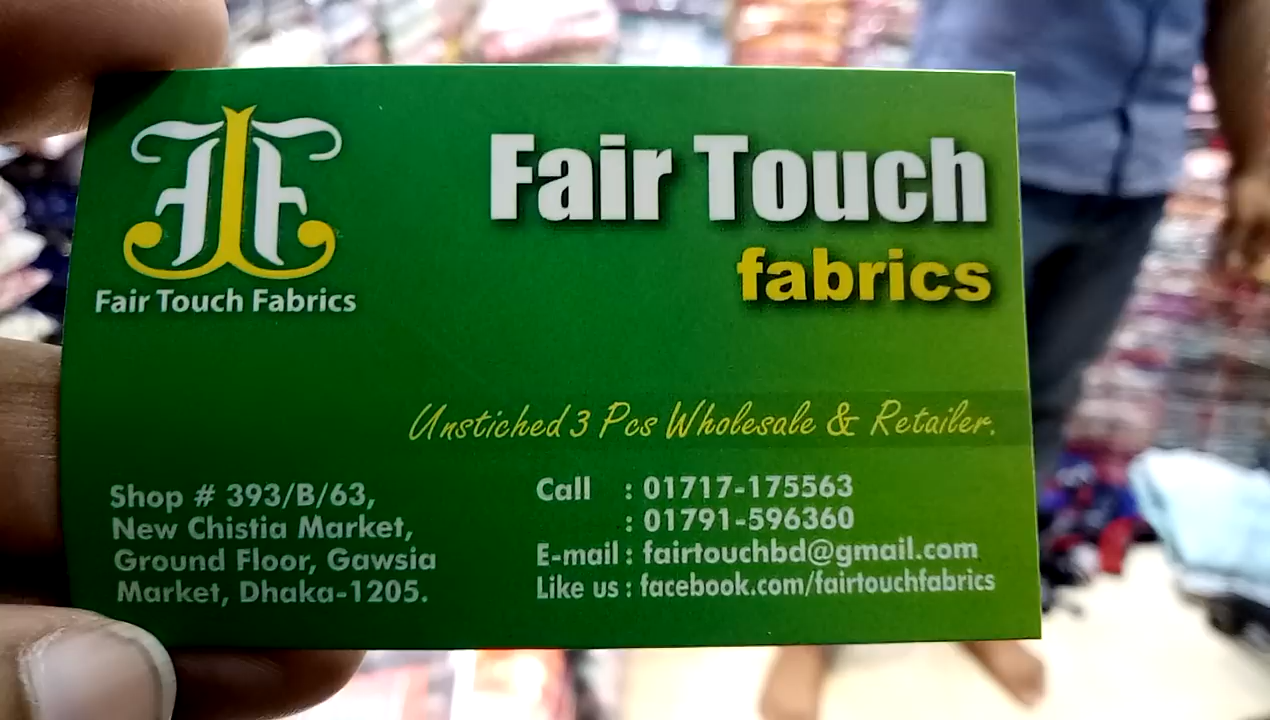 Fair Touch Fabrics
Fair Touch
fabrics
Unstiched 3 Pcs Wholesale & Retailer.
Shop # 393/B/63,
New Chistia Market,
Ground Floor, Gawsia
Market, Dhaka-1205.
Call : 01717-175563
: 01791-596360
E-mail : fairtouchbd@gmail.com
Like us : facebook.com/fairtouchfabrics